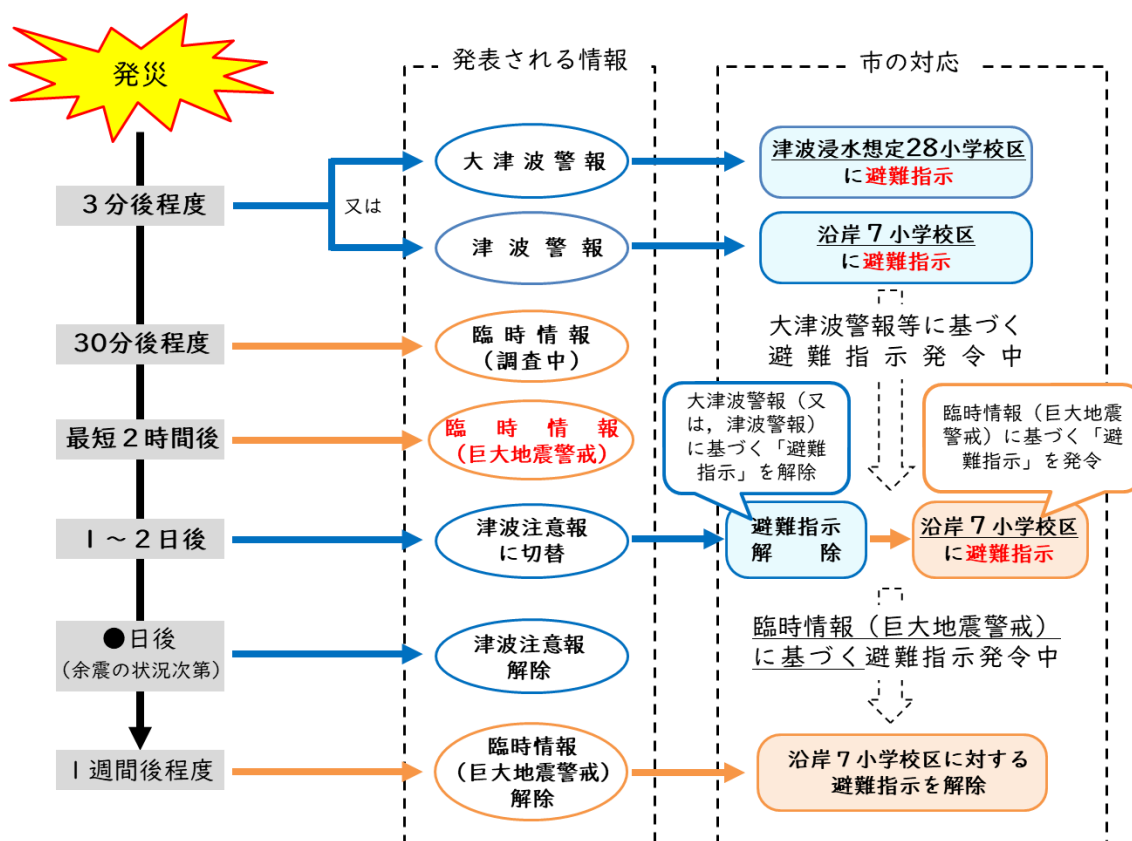 発災
発表される情報
市の対応
3分後程度
又は
大津波警報
津波浸水想定28小学校区
に避難指示
津波警報
沿岸7小学校区
に避難指示
30分後程度
臨時情報
(調査中)
大津波警報等に基づく
避難指示発令中
最短2時間後
臨時情報
(巨大地震警戒)
大津波警報（又
は，津波警報）
に基づく「避難
指示」を解除
臨時情報（巨大地震
警戒）に基づく「避
難指示」を発令
1～2日後
津波注意報
に切替
避難指示
解除
沿岸7小学校区
に避難指示
●日後
(余震の状況次第)
津波注意報
解除
臨時情報（巨大地震警戒）
に基づく避難指示発令中
1週間後程度
臨時情報
(巨大地震警戒)
解除
沿岸7小学校区に対する
避難指示を解除